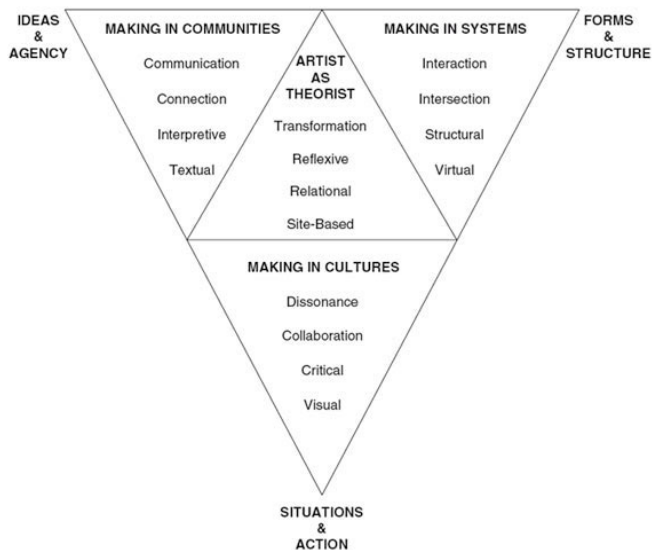 IDEAS
&
AGENCY
MAKING IN COMMUNITIES
Communication
Connection
Interpretive
Textual
ARTIST
AS
THEORIST
Transformation
Reflexive
Relational
Site-Based
MAKING IN SYSTEMS
Interaction
Intersection
Structural
Virtual
FORMS
&
STRUCTURE
MAKING IN CULTURES
Dissonance
Collaboration
Critical
Visual
SITUATIONS
&
ACTION